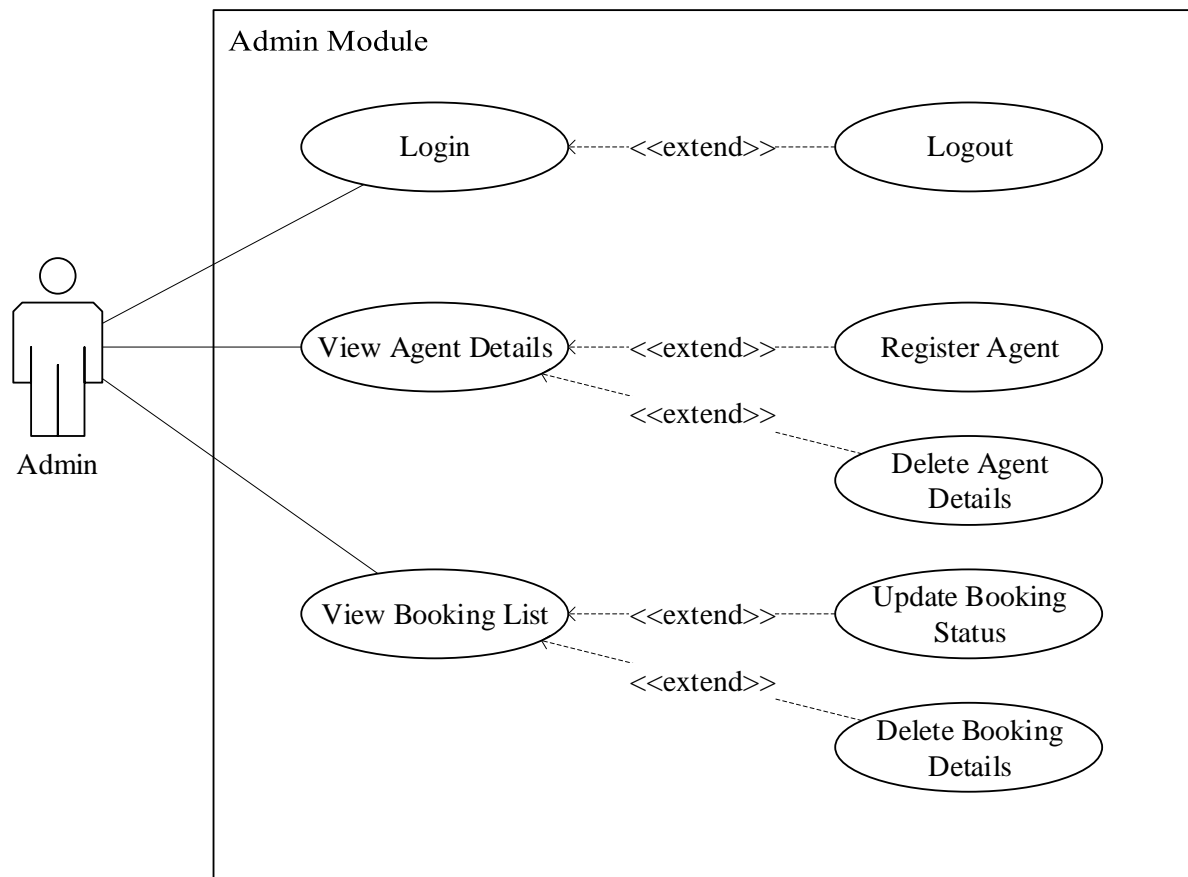 Admin Module
Login
<<extend>>
Logout
View Agent Details
<<extend>>
Register Agent
<<extend>>
Admin
Delete Agent
Details
View Booking List
<<extend>>
Update Booking
Status
<<extend>>
Delete Booking
Details